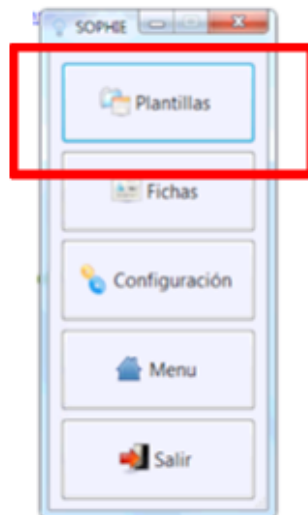 SOPHIE
Plantillas
Fichas
Configuración
Menu
Salir